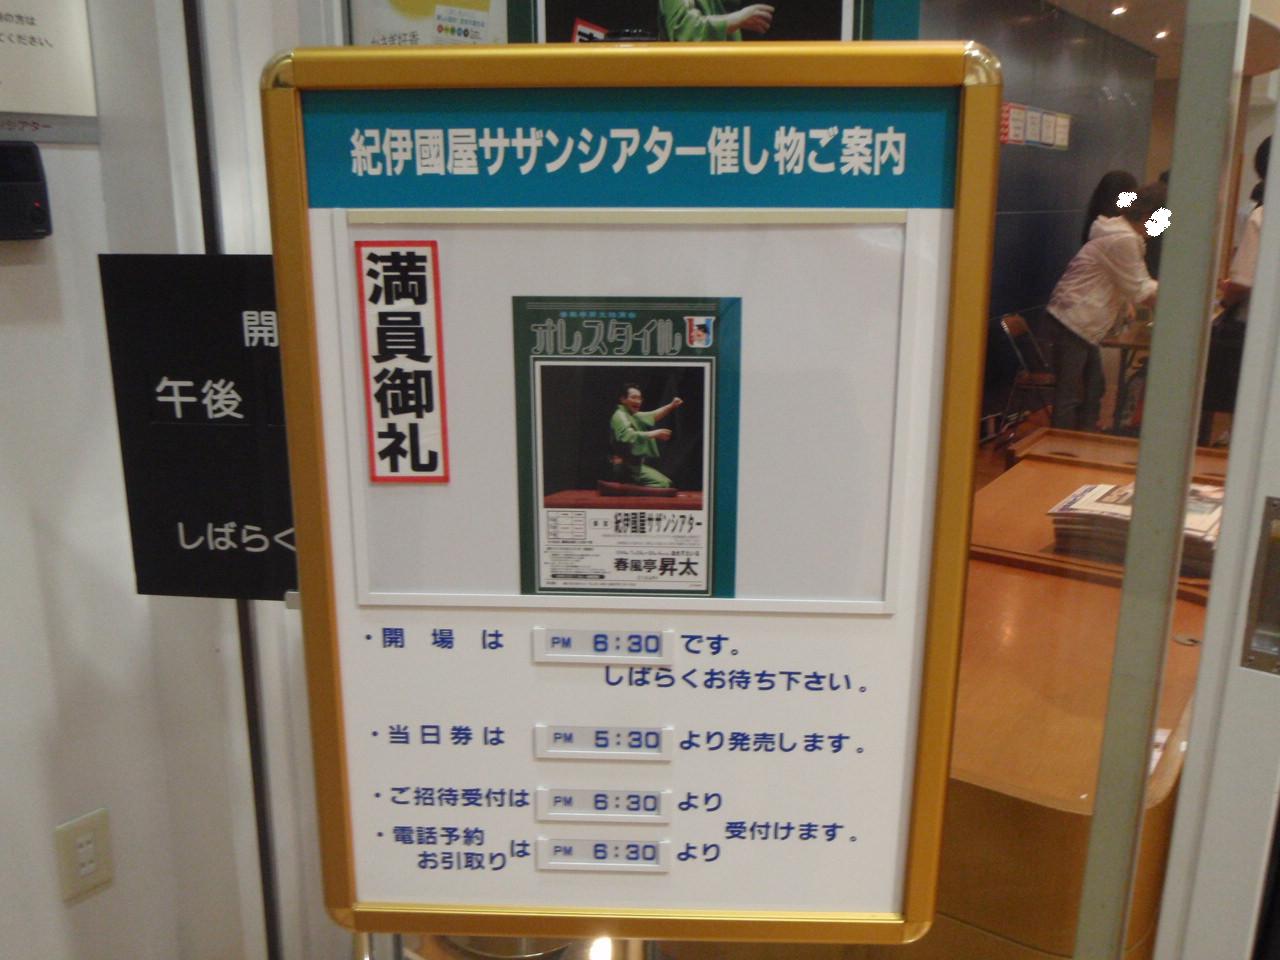 てください。
紀伊國屋サザンシアター催し物ご案内
満員御礼
オレスタイル
紀伊國屋サザンシアター
春風亭昇太
開
午後
しばらく
・開場は PM 6:30 です。
しばらくお待ち下さい。
・当日券は PM 5:30 より発売します。
・ご招待受付は PM 6:30 より
受付けます。
・電話予約
お引取りは PM 6:30 より